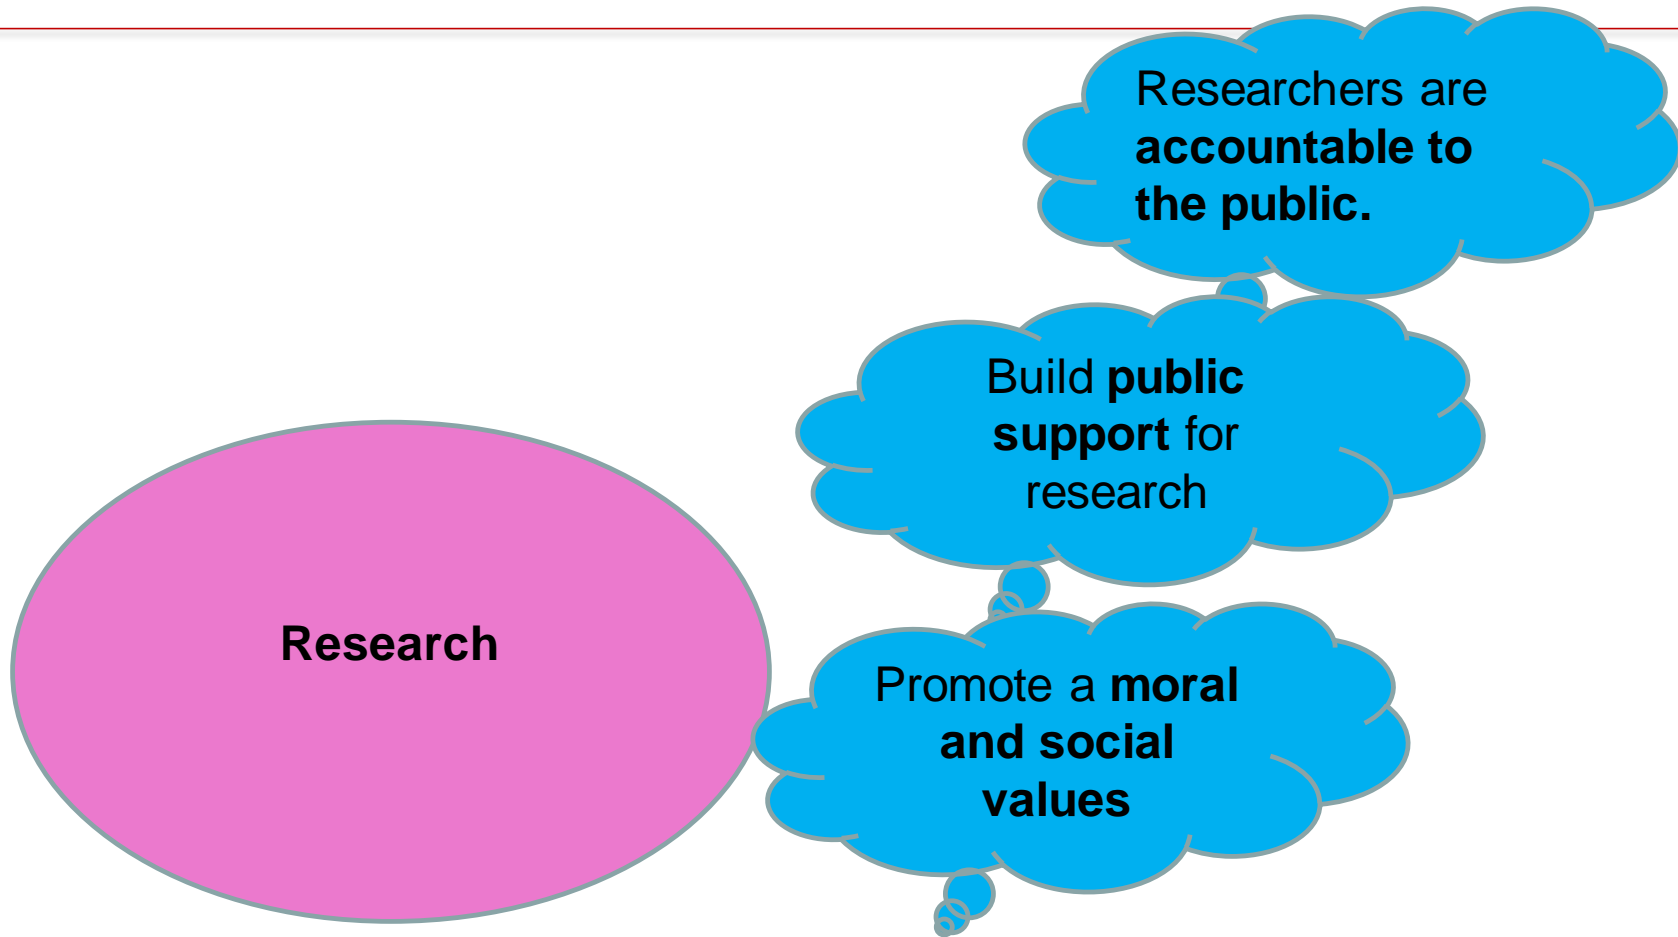 Researchers are
accountable to
the public.
Build public
support for
research
Research
Promote a moral
and social
values